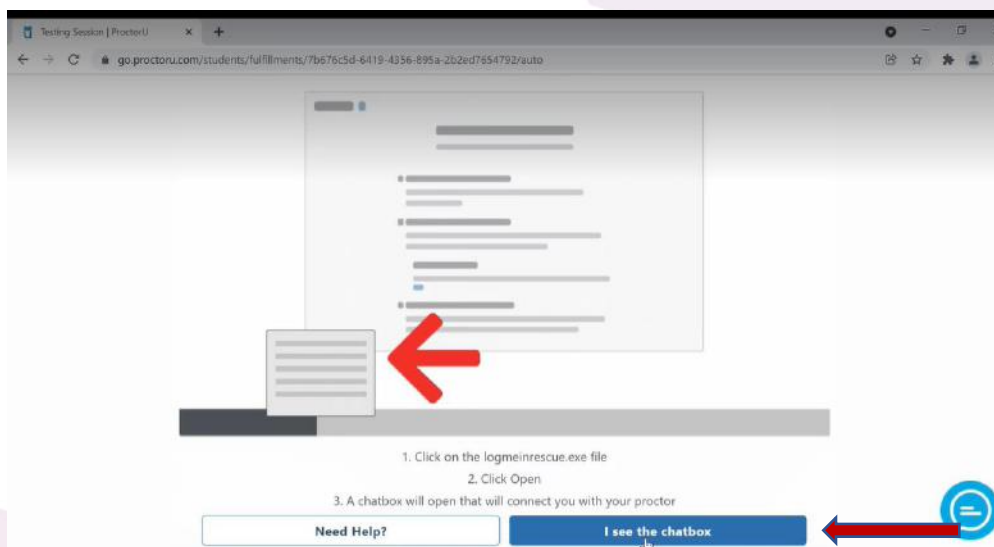 Testing Session | ProctorU
go.proctoru.com/students/fulfillments/7b676c5d-6419-4356-895a-2b2ed7654792/auto
1. Click on the logmeinrescue.exe file
2. Click Open
3. A chatbox will open that will connect you with your proctor
Need Help?
I see the chatbox